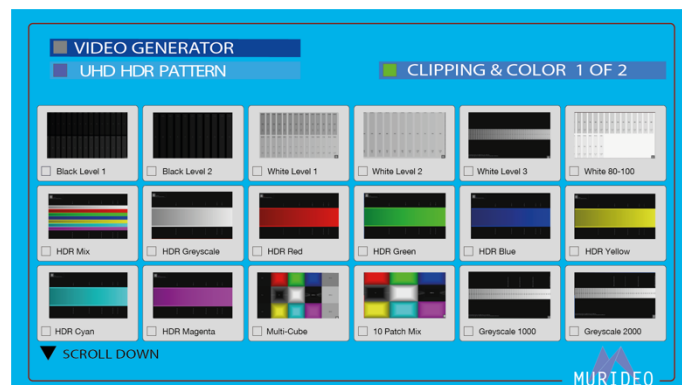 VIDEO GENERATOR
UHD HDR PATTERN
CLIPPING & COLOR 1 OF 2
Black Level 1
Black Level 2
White Level 1
White Level 2
White Level 3
White 80-100
HDR Mix
HDR Greyscale
HDR Red
HDR Green
HDR Blue
HDR Yellow
HDR Cyan
HDR Magenta
Multi-Cube
10 Patch Mix
Greyscale 1000
Greyscale 2000
SCROLL DOWN
MURIDEO